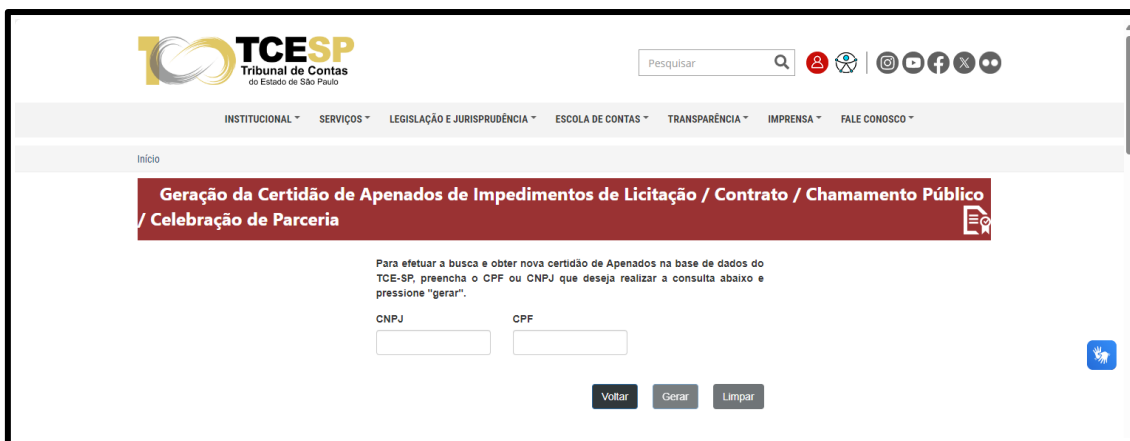 TCESP
Tribunal de Contas
do Estado de São Paulo
Pesquisar
INSTITUCIONAL SERVIÇOS LEGISLAÇÃO E JURISPRUDÊNCIA ESCOLA DE CONTAS TRANSPARÊNCIA IMPRENSA FALE CONOSCO
Início
Geração da Certidão de Apenados de Impedimentos de Licitação / Contrato / Chamamento Público
/ Celebração de Parceria
Para efetuar a busca e obter nova certidão de Apenados na base de dados do
TCE-SP, preencha o CPF ou CNPJ que deseja realizar a consulta abaixo e
pressione "gerar".
CNPJ CPF
Voltar Gerar Limpar